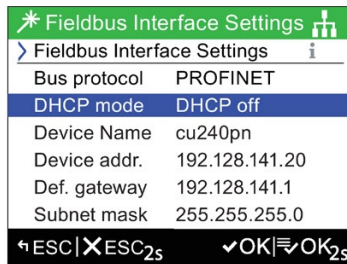 Fieldbus Interface Settings
Fieldbus Interface Settings i
Bus protocol PROFINET
DHCP mode DHCP off
Device Name cu240pn
Device addr. 192.128.141.20
Def. gateway 192.128.141.1
Subnet mask 255.255.255.0
ESC|XESC2s ✔OK|OK2s